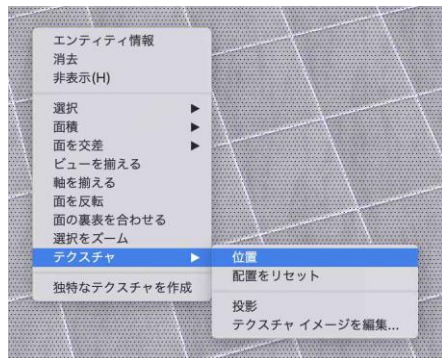 エンティティ情報
消去
非表示(H)
選択
面積
面を交差
ビューを揃える
軸を揃える
面を反転
面の裏表を合わせる
選択をズーム
テクスチャ
独特なテクスチャを作成
位置
配置をリセット
投影
テクスチャ イメージを編集...